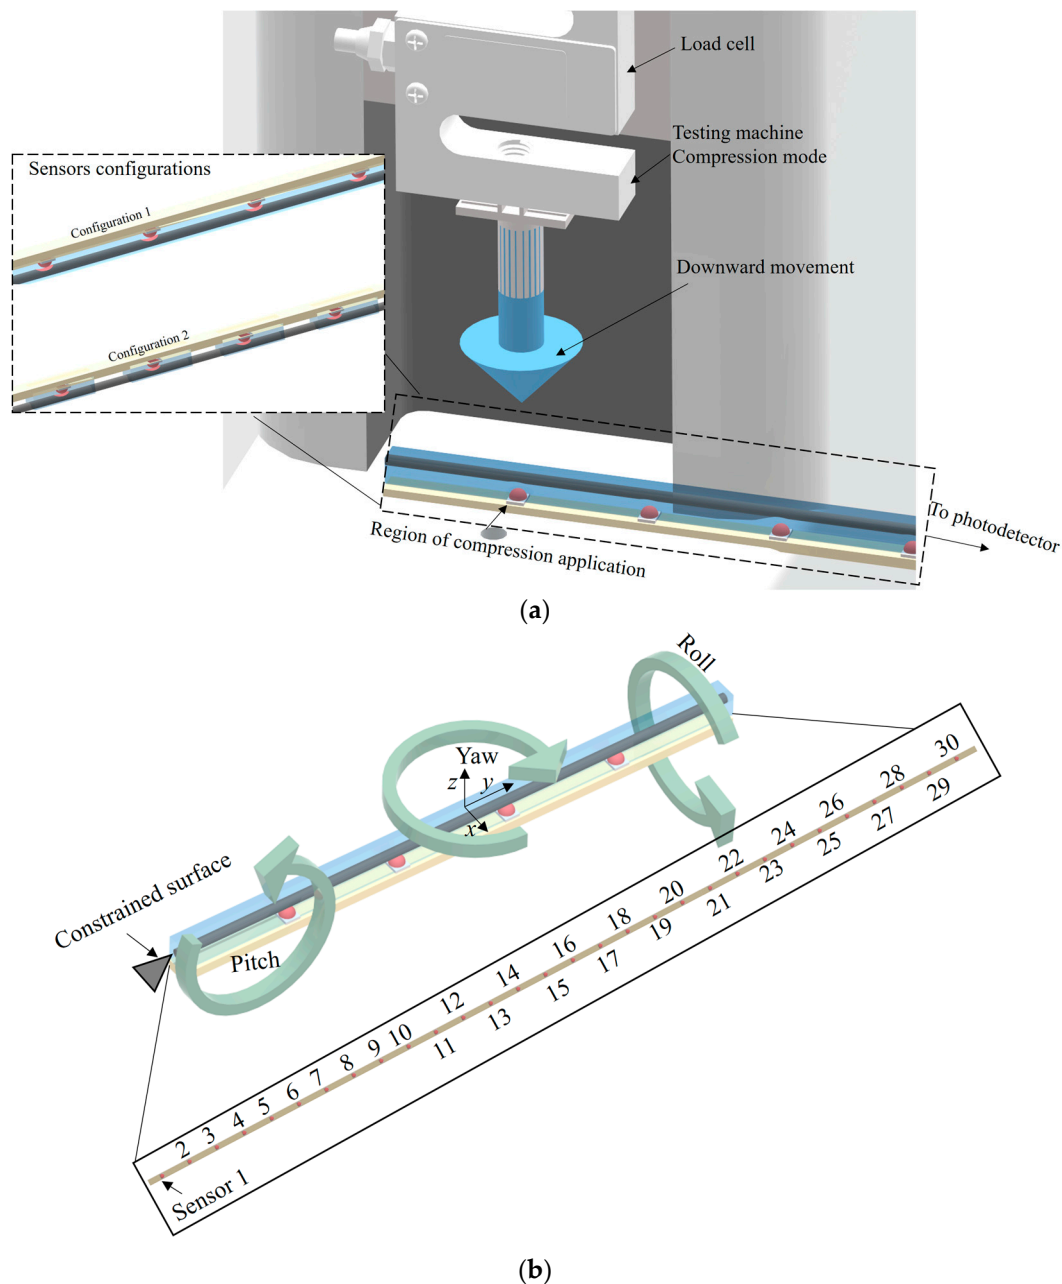 Load cell
Testing machine
Compression mode
Sensors configurations
Configuration 1
Downward movement
Configuration 2
To photodetector
Region of compression application
(a)
Roll
Yaw
z
y
x
Constrained surface
Pitch
30
28
29
26
27
24
25
22
23
20
21
18
19
16
17
14
15
12
13
10
11
9
8
7
6
5
4
3
2
Sensor 1
(b)